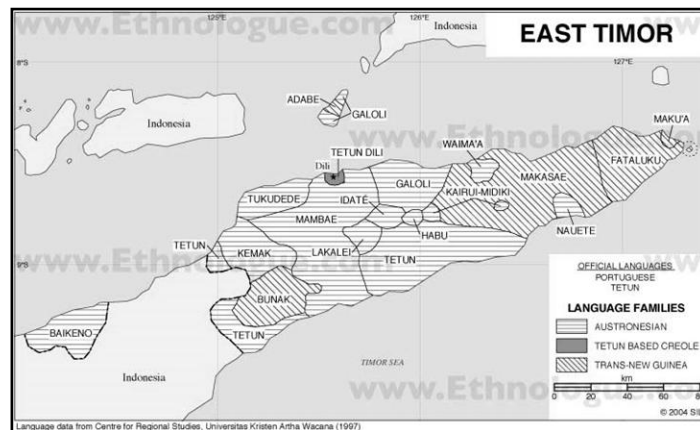 www.Ethnologue.com
www.Ethnologue
125°E
126°E
127°E
EAST TIMOR
8°S
Indonesia
ADABE
GALOLI
Indonesia
TETUN DILI
Dili
WAIMA'A
MAKU'A
FATALUKU
MAKASAE
GALOLI
KAIRUI-MIDIKI
TUKUDEDE
IDATÉ
MAMBAE
HABU
NAUETE
www.Ethnologue.com
www.Ethnologue
TETUN
KEMAK
LAKALEI
TETUN
9°S
BUNAK
BAIKENO
TETUN
Indonesia
TIMOR SEA
www.Ethnologue
OFFICIAL LANGUAGES
PORTUGUESE
TETUN
LANGUAGE FAMILIES
AUSTRONESIAN
TETUN BASED CREOLE
TRANS-NEW GUINEA
km
0 20 40 60
© 2004 SI
Language data from Centre for Regional Studies, Universitas Kristen Artha Wacana (1997)